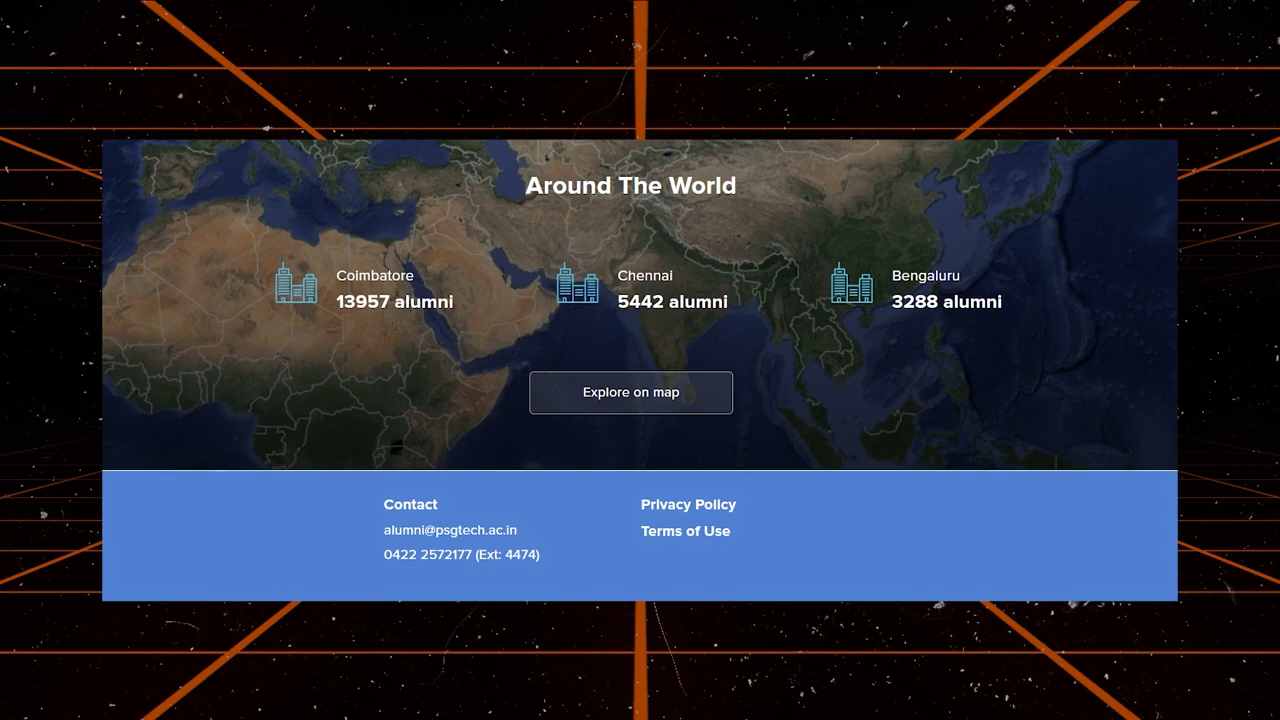 Around The World
Coimbatore
13957 alumni
Chennai
5442 alumni
Bengaluru
3288 alumni
Explore on map
Contact
alumni@psgtech.ac.in
0422 2572177 (Ext: 4474)
Privacy Policy
Terms of Use